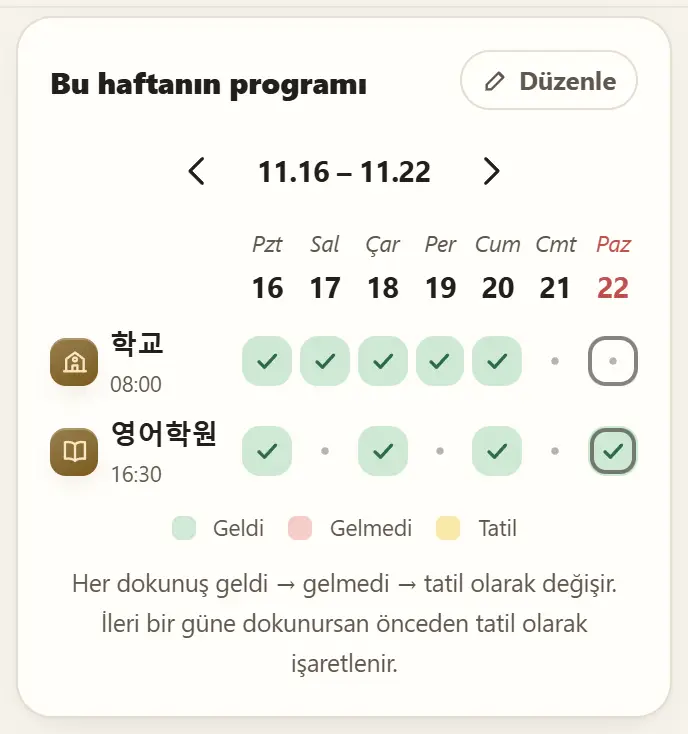 Bu haftanın programı
Düzenle
11.16 – 11.22
Pzt Sal Çar Per Cum Cmt Paz
16 17 18 19 20 21 22
학교
08:00
영어학원
16:30
Geldi Gelmedi Tatil
Her dokunuş geldi → gelmedi → tatil olarak değişir.
İleri bir güne dokunursan önceden tatil olarak
işaretlenir.